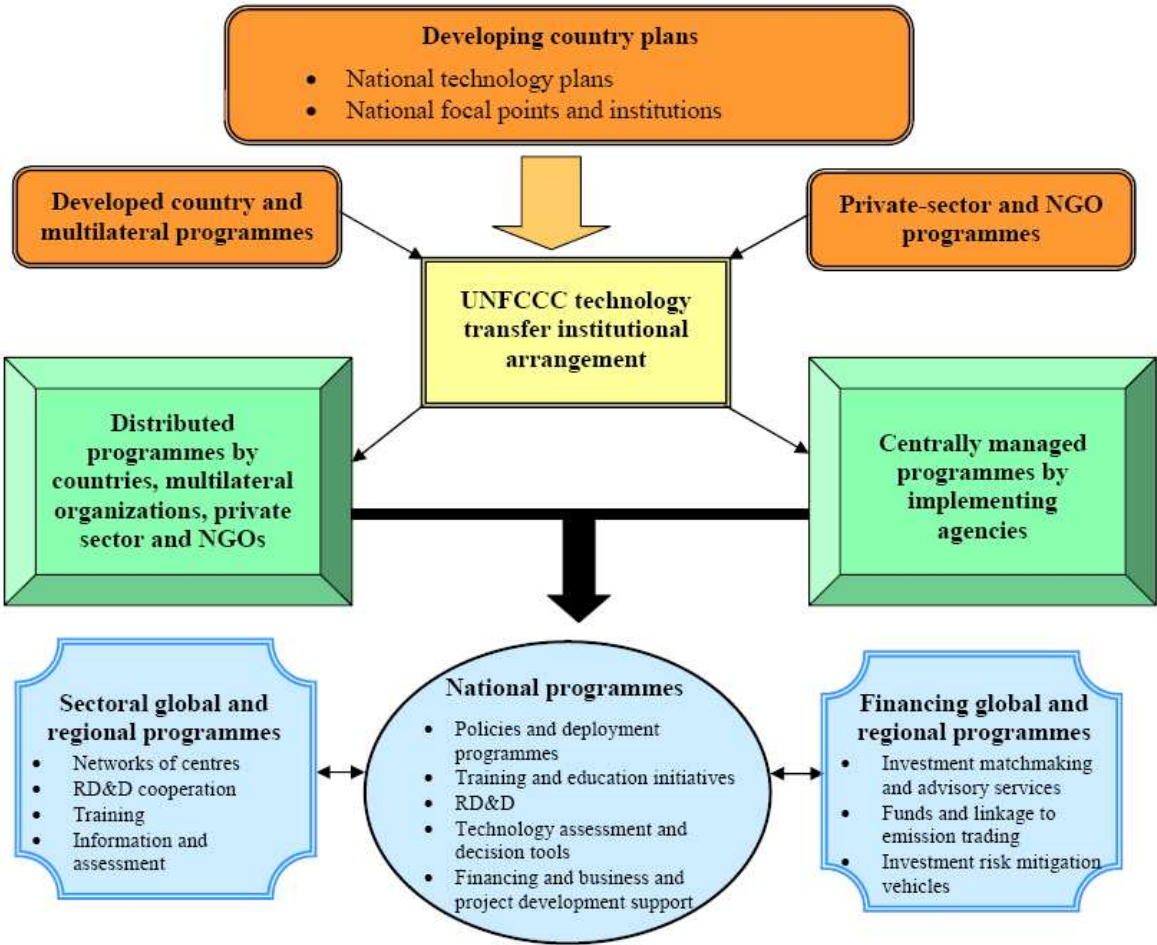 Developing country plans
• National technology plans
• National focal points and institutions
Developed country and
multilateral programmes
Private-sector and NGO
programmes
UNFCCC technology
transfer institutional
arrangement
Distributed
programmes by
countries, multilateral
organizations, private
sector and NGOs
Centrally managed
programmes by
implementing
agencies
Sectoral global and
regional programmes
• Networks of centres
• RD&D cooperation
• Training
• Information and
assessment
National programmes
• Policies and deployment
programmes
• Training and education initiatives
• RD&D
• Technology assessment and
decision tools
• Financing and business and
project development support
Financing global and
regional programmes
• Investment matchmaking
and advisory services
• Funds and linkage to
emission trading
• Investment risk mitigation
vehicles